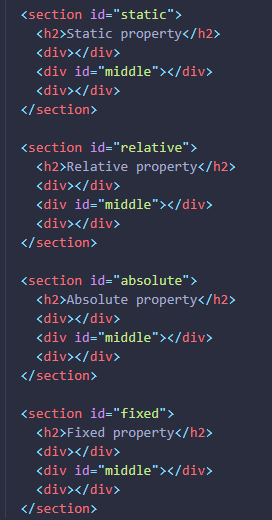 <section id="static">
<h2>Static property</h2>
<div></div>
<div id="middle"></div>
<div></div>
</section>
<section id="relative">
<h2>Relative property</h2>
<div></div>
<div id="middle"></div>
<div></div>
</section>
<section id="absolute">
<h2>Absolute property</h2>
<div></div>
<div id="middle"></div>
<div></div>
</section>
<section id="fixed">
<h2>Fixed property</h2>
<div></div>
<div id="middle"></div>
<div></div>
</section>